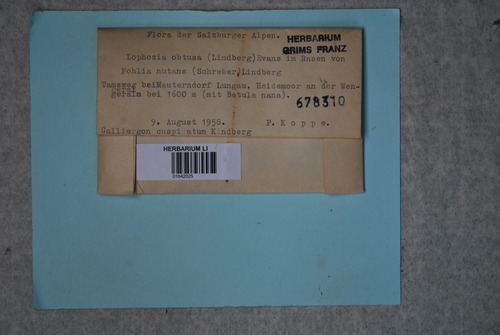 Flora der Salzburger Alpen.
HERBARIUM
GRIMS FRANZ
Lophozia obtusa (Lindberg)Evans im Rasen von
Pohlia nutans (Schreber)Lindberg
Tamsweg beiMauterndorf Lungau, Heidemoor an der Wen-
geralm bei 1600 m (mit Betula nana).
678310
9. August 1958. F. Koppe.
Calliergon cuspidatum Kindberg
HERBARIUM LI
01642025